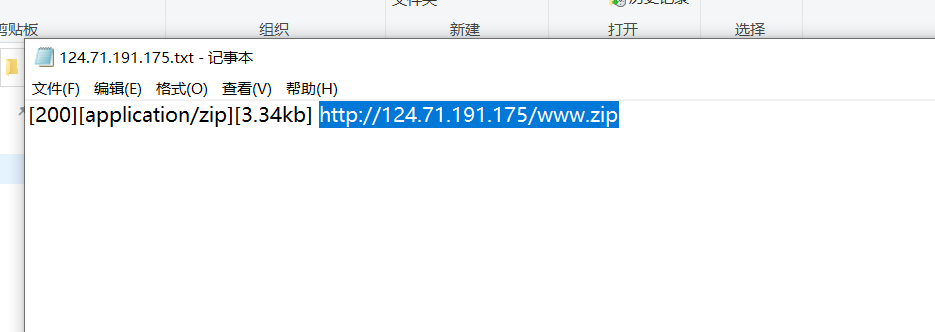 剪贴板 组织 新建 打开 选择
124.71.191.175.txt - 记事本
文件(F) 编辑(E) 格式(O) 查看(V) 帮助(H)
[200][application/zip][3.34kb] http://124.71.191.175/www.zip